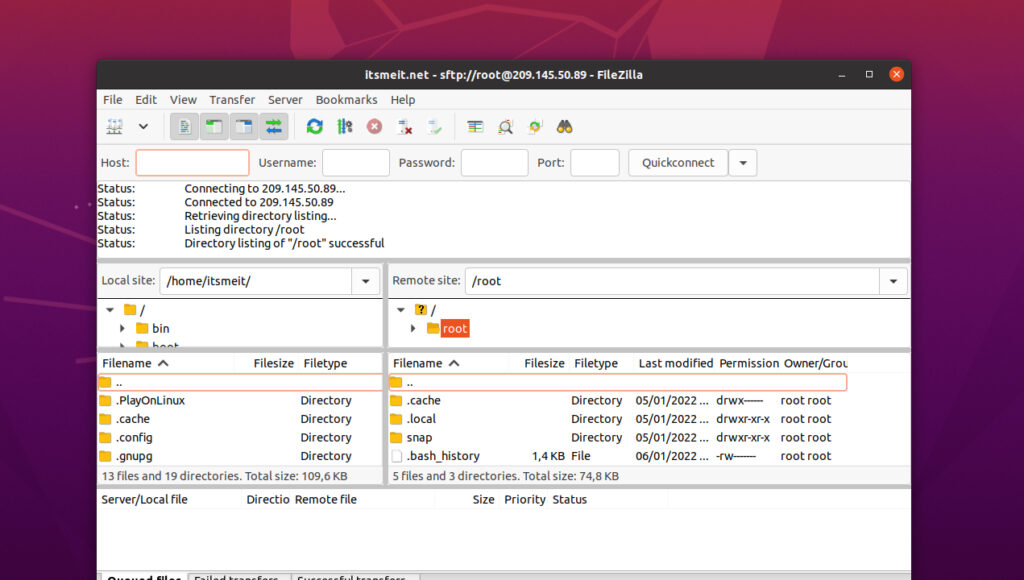 itsmeit.net - sftp://root@209.145.50.89 - FileZilla
File Edit View Transfer Server Bookmarks Help
Host: Username: Password: Port: Quickconnect
Status: Connecting to 209.145.50.89...
Status: Connected to 209.145.50.89
Status: Retrieving directory listing...
Status: Listing directory /root
Status: Directory listing of "/root" successful
Local site: /home/itsmeit/ Remote site: /root
/ ? /
bin root
boot
Filename Filesize Filetype Filename Filesize Filetype Last modified Permission Owner/Grou
.. ..
.PlayOnLinux Directory .cache Directory 05/01/2022 ... drwx------ root root
.cache Directory .local Directory 05/01/2022 ... drwxr-xr-x root root
.config Directory snap Directory 05/01/2022 ... drwxr-xr-x root root
.gnupg Directory .bash_history 1,4 KB File 06/01/2022 ... -rw------- root root
13 files and 19 directories. Total size: 109,6 KB 5 files and 3 directories. Total size: 74,8 KB
Server/Local file Directio Remote file Size Priority Status
Queued files Failed transfers Successful transfers